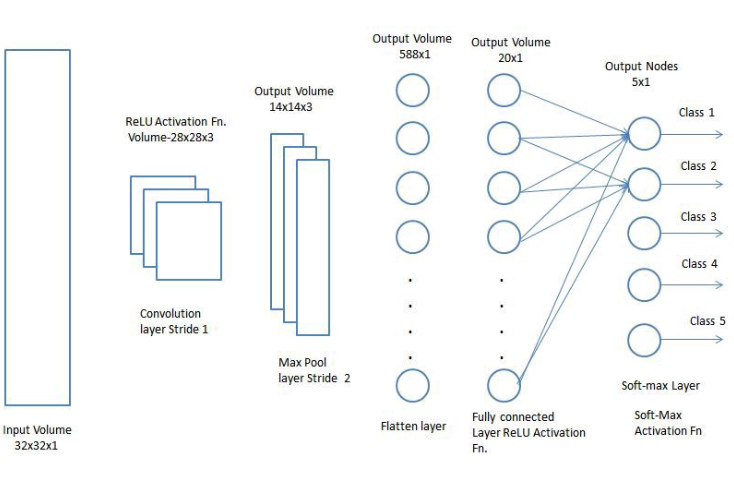 Input Volume
32x32x1
ReLU Activation Fn.
Volume-28x28x3
Convolution
layer Stride 1
Output Volume
14x14x3
Max Pool
layer Stride 2
Output Volume
588x1
Flatten layer
Output Volume
20x1
Fully connected
Layer ReLU Activation
Fn.
Output Nodes
5x1
Class 1
Class 2
Class 3
Class 4
Class 5
Soft-max Layer
Soft-Max
Activation Fn